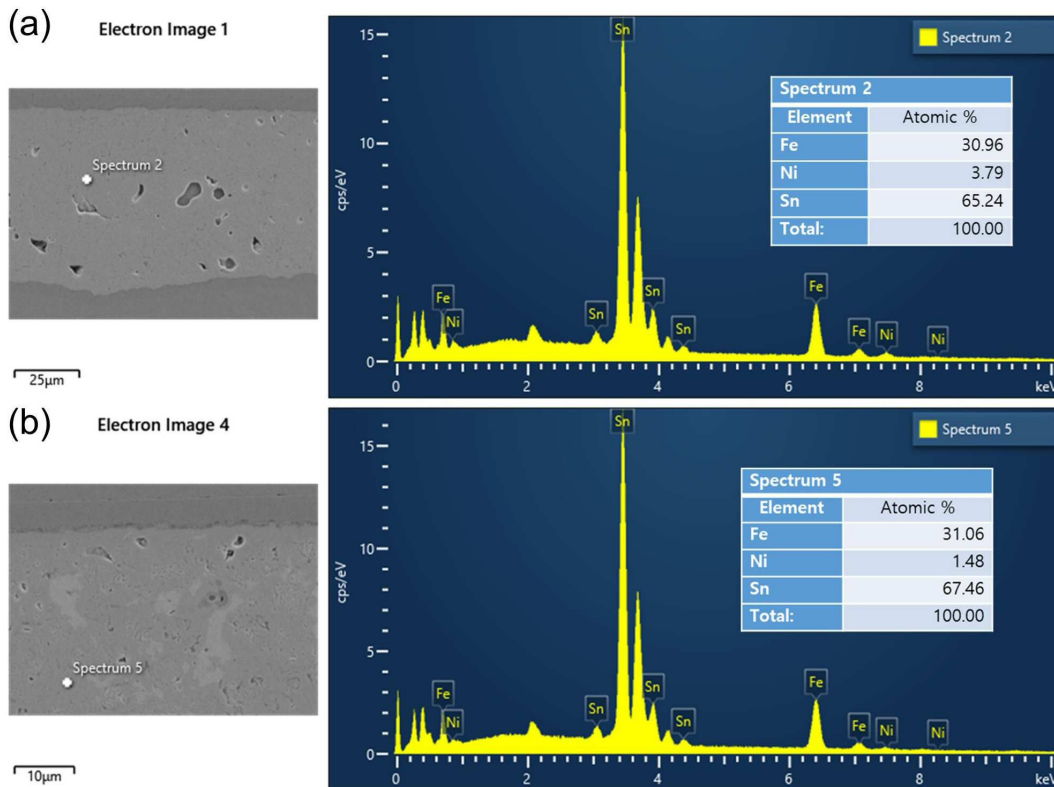 (a) Electron Image 1
Spectrum 2
25μm
cps/eV
15
10
5
0
0 2 4 6 8 keV
Sn
Fe
Ni
Sn
Sn
Sn
Fe
Fe
Ni
Ni
Spectrum 2
Spectrum 2
Element Atomic %
Fe 30.96
Ni 3.79
Sn 65.24
Total: 100.00
(b) Electron Image 4
Spectrum 5
10μm
cps/eV
15
10
5
0
0 2 4 6 8 keV
Sn
Fe
Ni
Sn
Sn
Sn
Fe
Fe
Ni
Ni
Spectrum 5
Spectrum 5
Element Atomic %
Fe 31.06
Ni 1.48
Sn 67.46
Total: 100.00